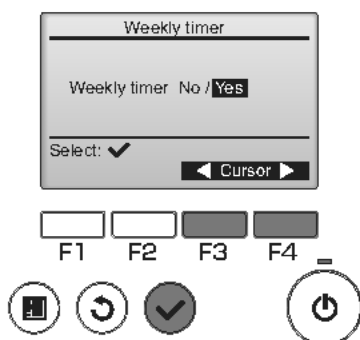 Weekly timer
Weekly timer No / Yes
Select: ✔
◀ Cursor ▶
F1 F2 F3 F4